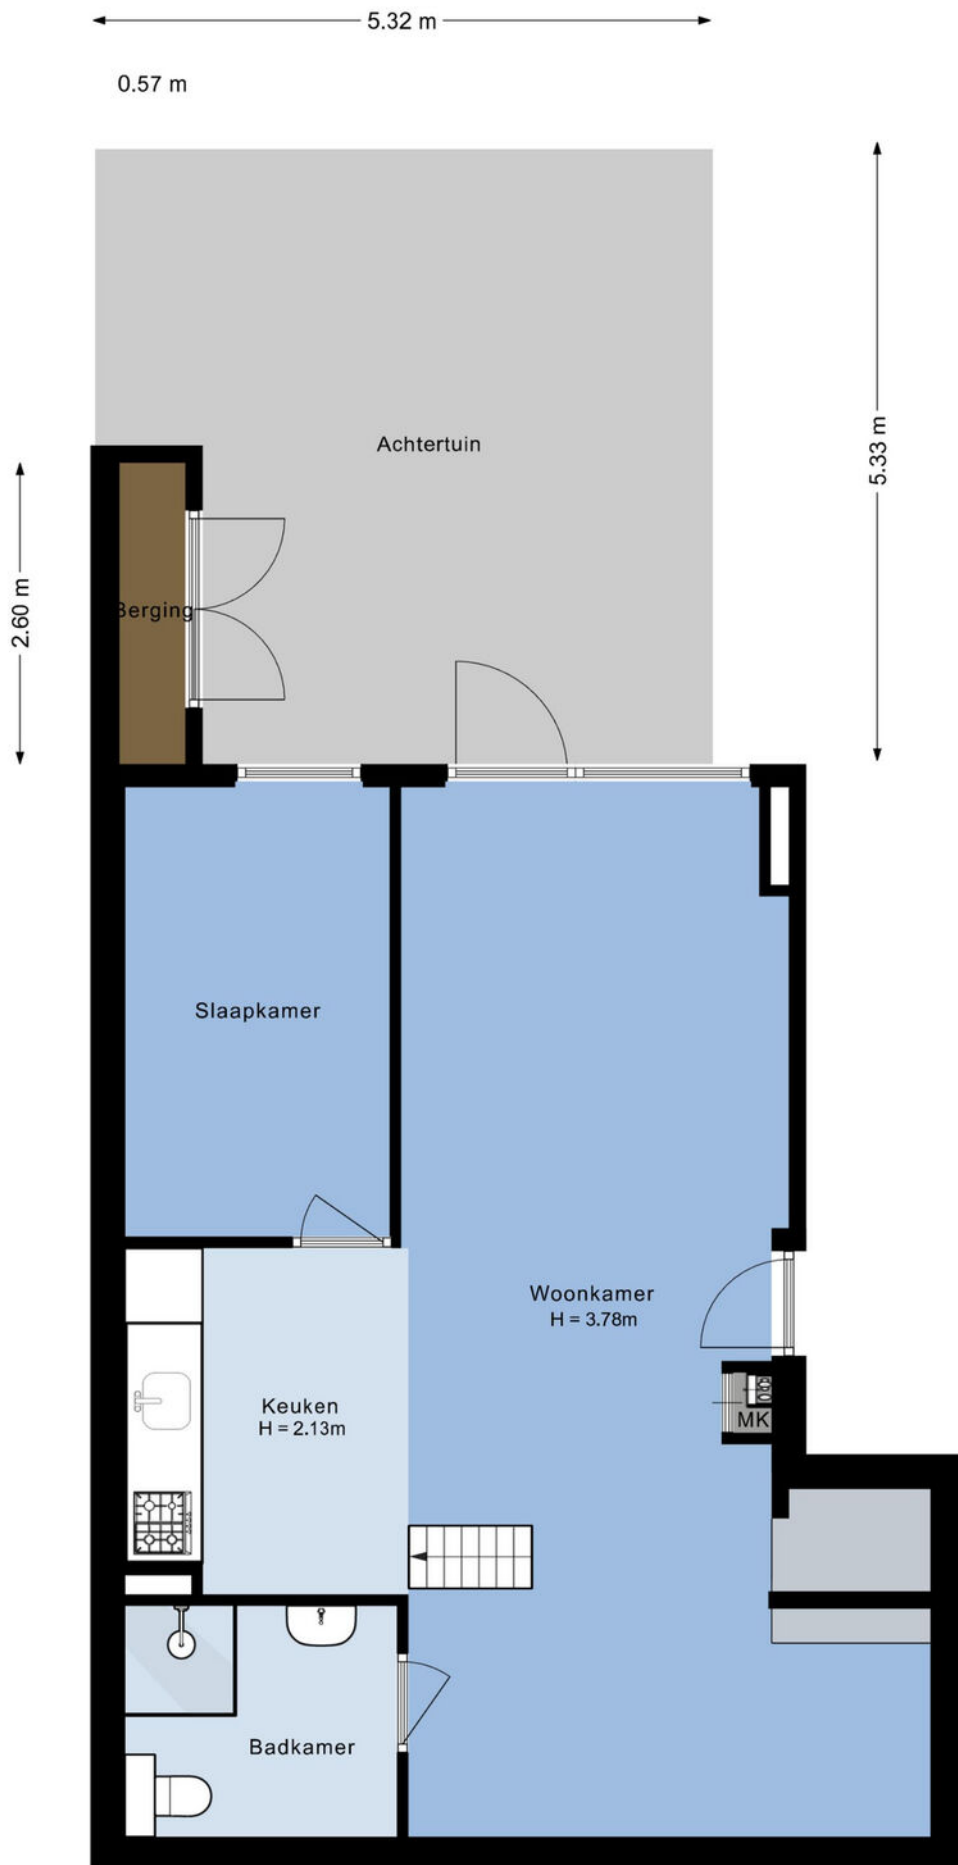 5.32 m
0.57 m
Achtertuin
5.33 m
2.60 m
Berging
Slaapkamer
Woonkamer
H = 3.78m
Keuken
H = 2.13m
MK
Badkamer